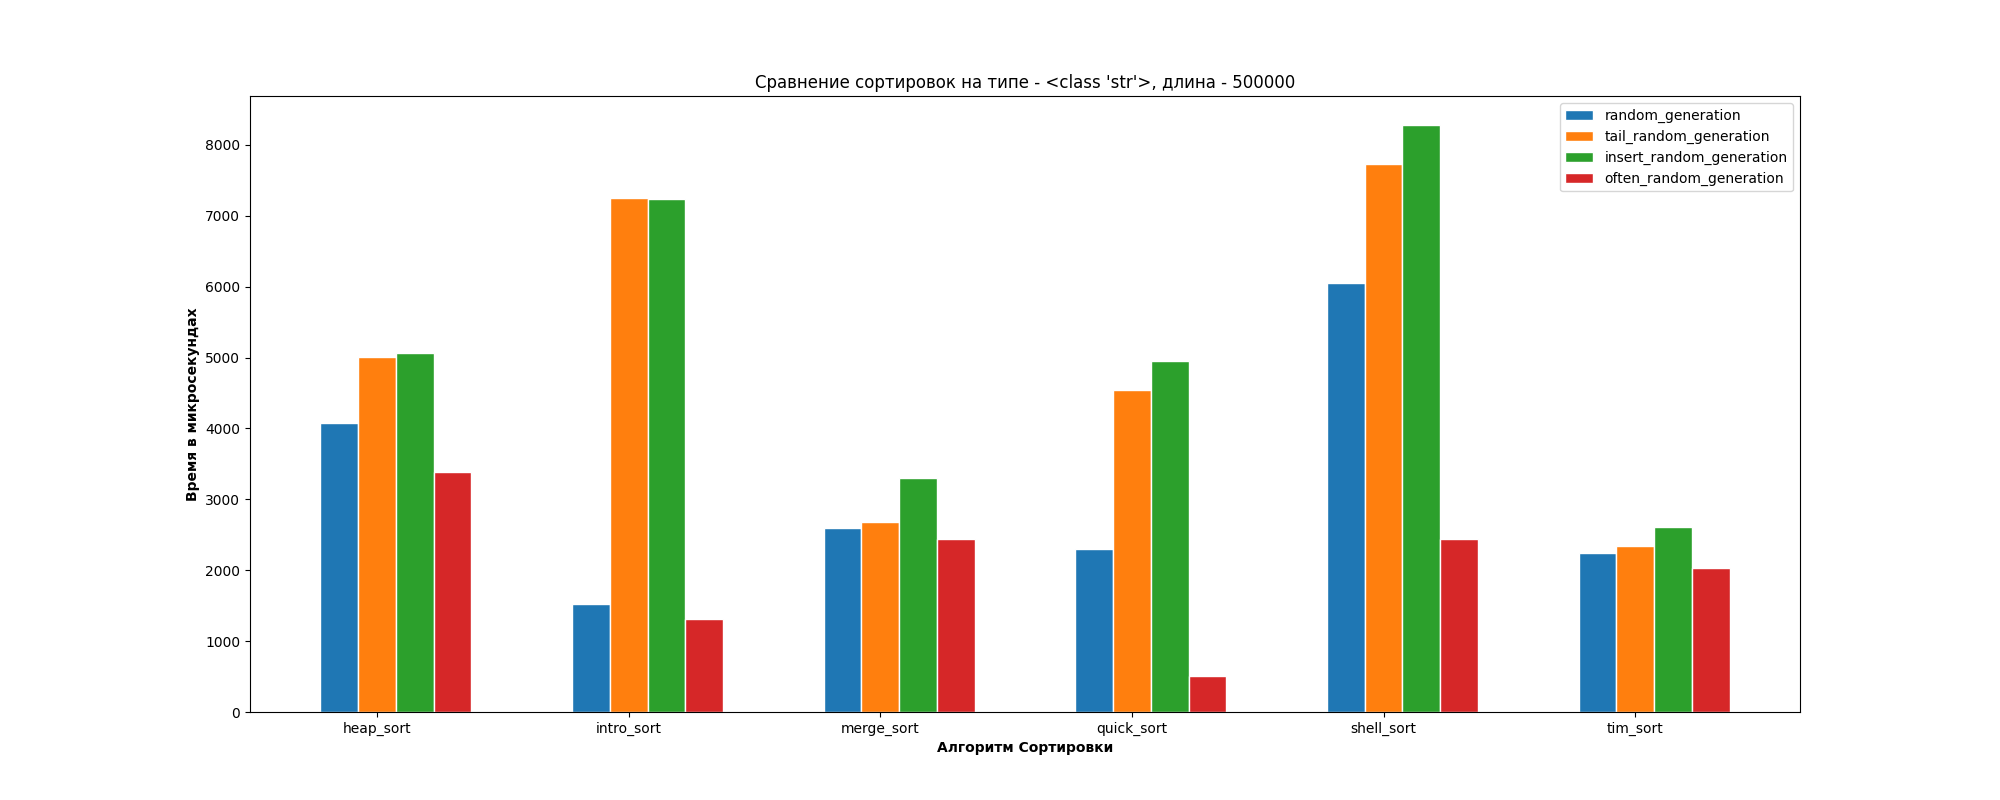 Сравнение сортировок на типе - <class 'str'>, длина - 500000
random_generation
tail_random_generation
insert_random_generation
often_random_generation
Время в микросекундах
8000
7000
6000
5000
4000
3000
2000
1000
0
heap_sort
intro_sort
merge_sort
quick_sort
shell_sort
tim_sort
Алгоритм Сортировки